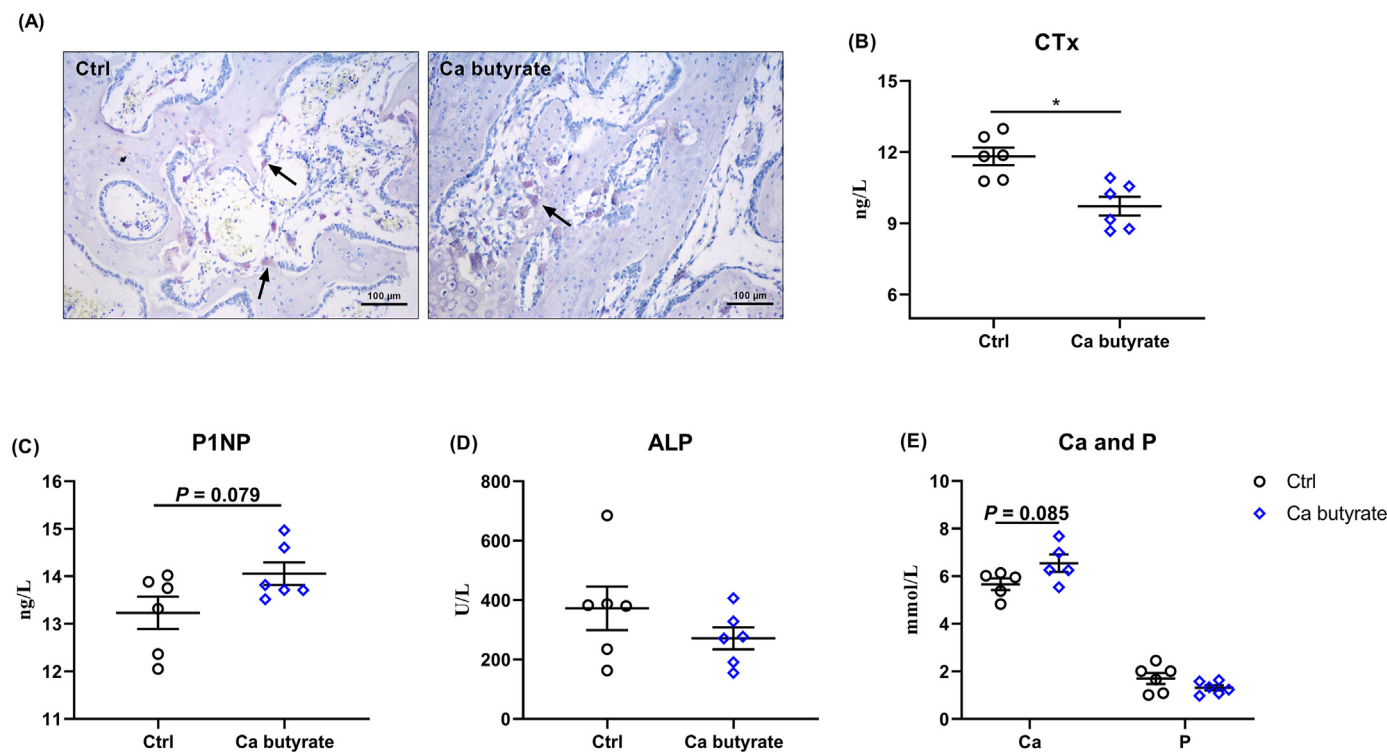 (A)
Ctrl
100 µm
Ca butyrate
100 µm
(B)
CTx
ng/L
15
12
9
6
*
Ctrl
Ca butyrate
(C)
P1NP
ng/L
16
15
14
13
12
11
P = 0.079
Ctrl
Ca butyrate
(D)
ALP
U/L
800
600
400
200
0
Ctrl
Ca butyrate
(E)
Ca and P
mmol/L
10
8
6
4
2
0
P = 0.085
Ca
P
Ctrl
Ca butyrate